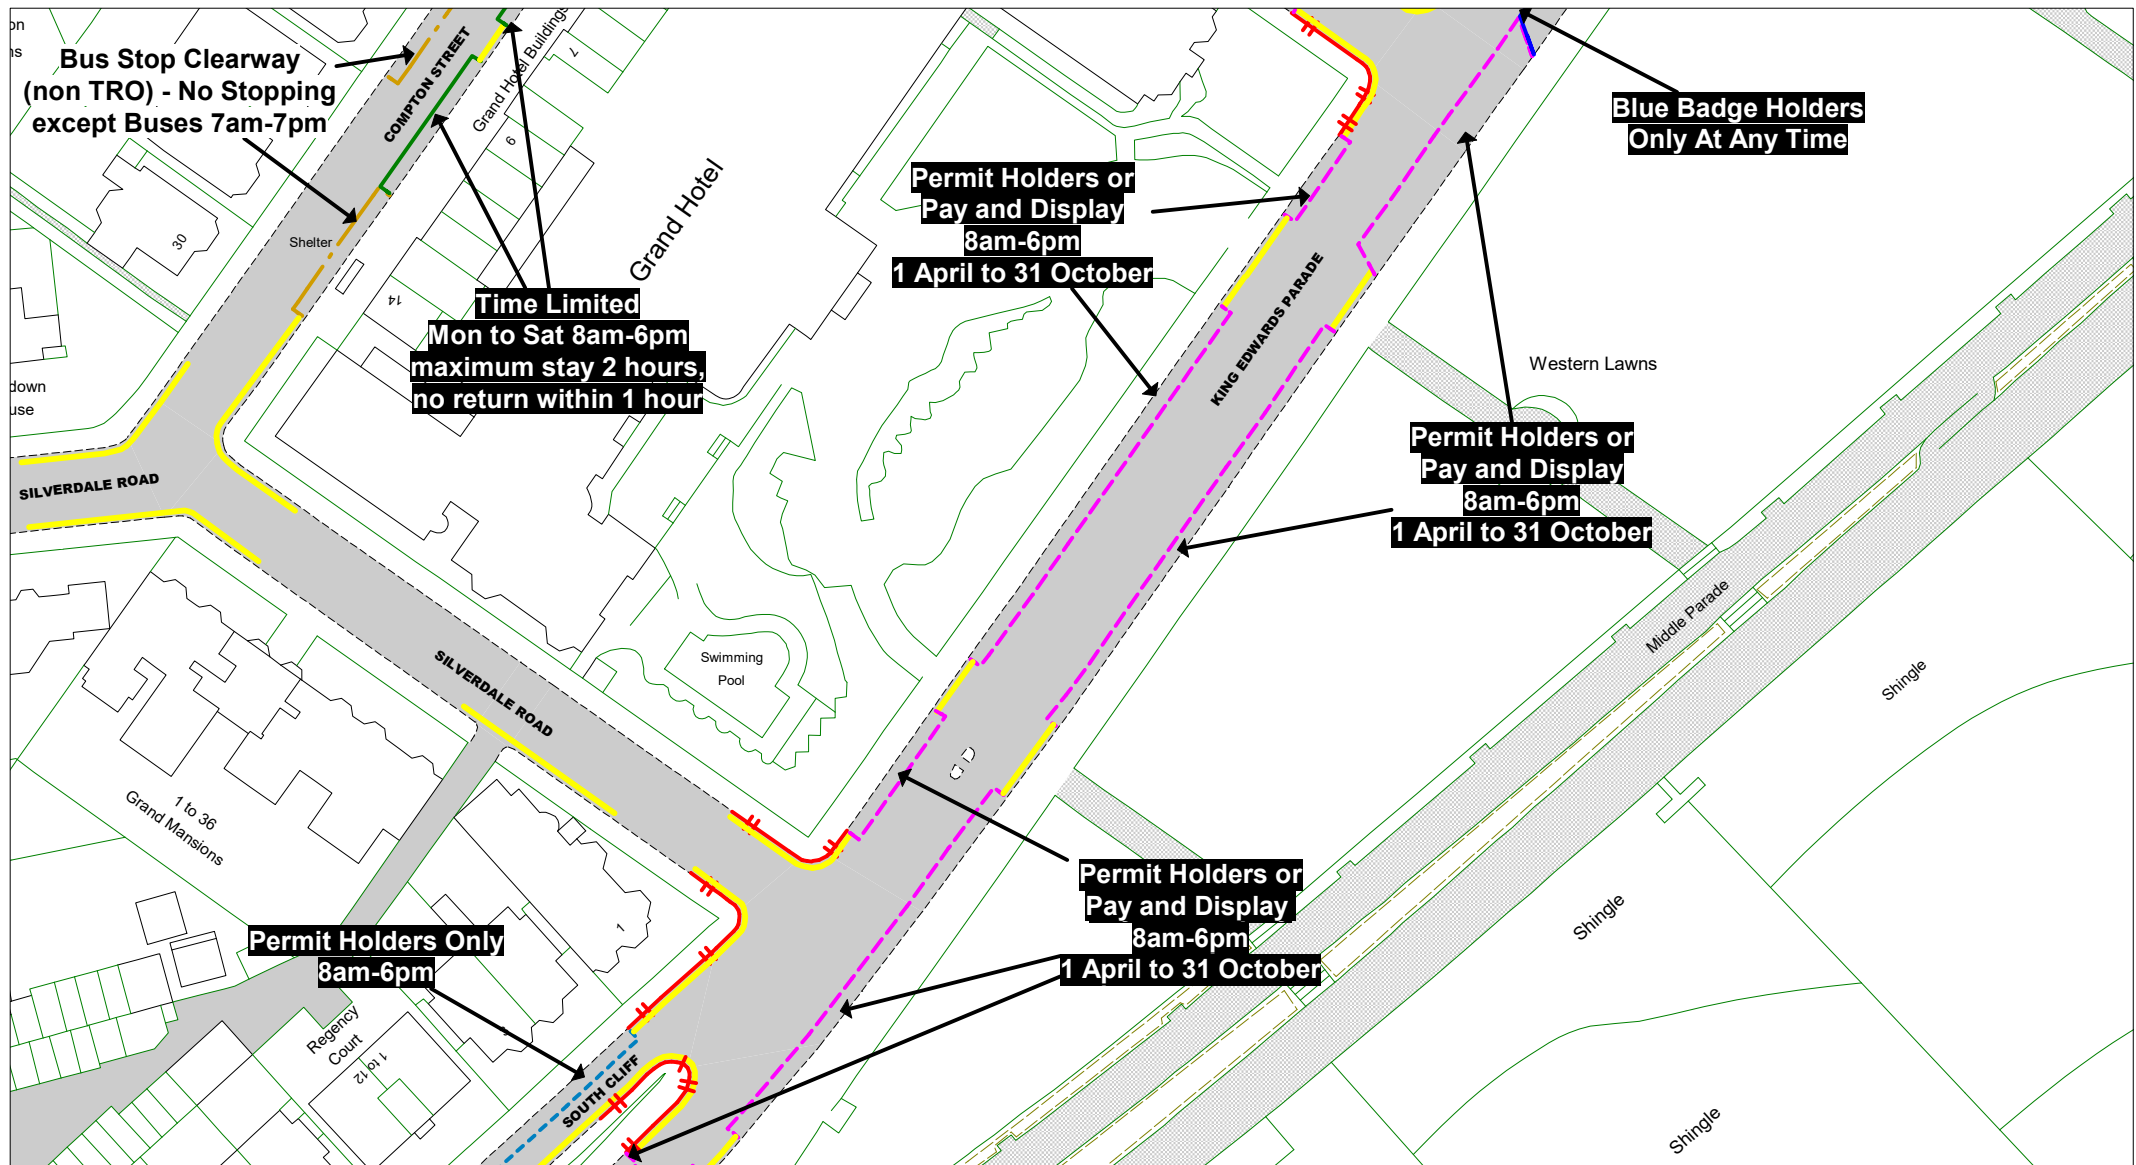 on
ns
Bus Stop Clearway
(non TRO) - No Stopping
except Buses 7am-7pm
COMPTON STREET
Grand Hotel Buildings
7
9
14
30
Shelter
Grand Hotel
Time Limited
Mon to Sat 8am-6pm
maximum stay 2 hours,
no return within 1 hour
Permit Holders or
Pay and Display
8am-6pm
1 April to 31 October
Blue Badge Holders
Only At Any Time
KING EDWARDS PARADE
Western Lawns
Permit Holders or
Pay and Display
8am-6pm
1 April to 31 October
down
use
SILVERDALE ROAD
SILVERDALE ROAD
Swimming
Pool
Middle Parade
Shingle
1 to 36
Grand Mansions
1
Permit Holders or
Pay and Display
8am-6pm
1 April to 31 October
Permit Holders Only
8am-6pm
Regency
Court
1 to 12
SOUTH CLIFF
Shingle
Shingle